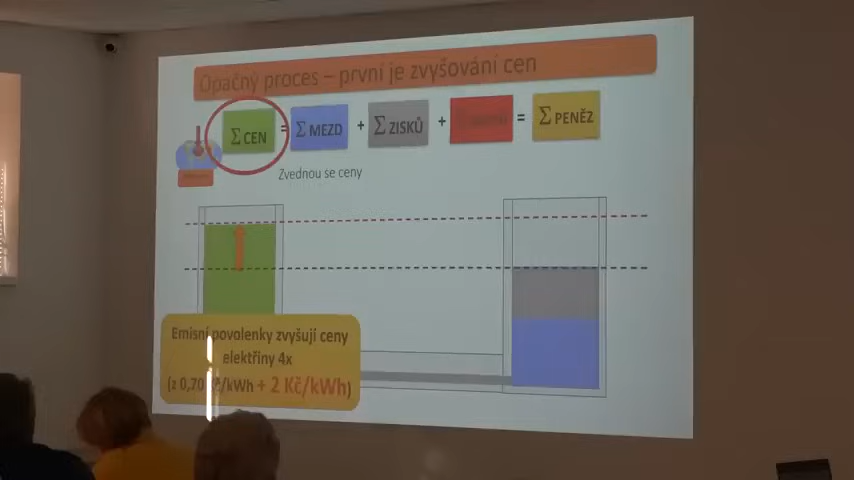 Opačný proces – první je zvyšování cen
Σ CEN = Σ MEZD + Σ ZISKŮ + Σ = Σ PENĚZ
Zvednou se ceny
Emisní povolenky zvyšují ceny
elektřiny 4x
(z 0,70 Kč/kWh + 2 Kč/kWh)